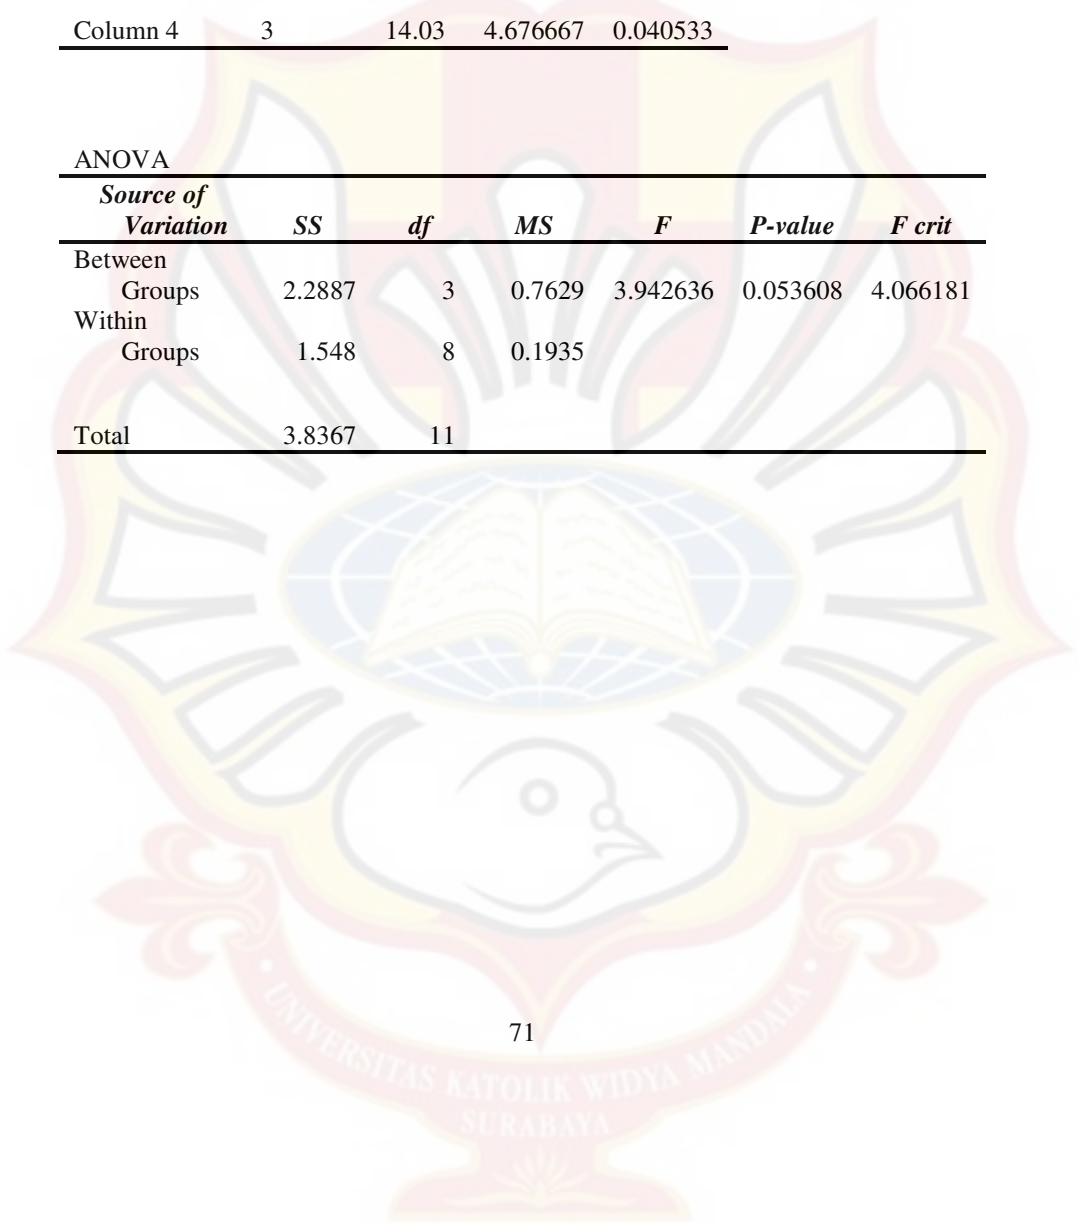 Column 4 3 14.03 4.676667 0.040533
ANOVA
Source of
Variation SS df MS F P-value F crit
Between
Groups 2.2887 3 0.7629 3.942636 0.053608 4.066181
Within
Groups 1.548 8 0.1935
Total 3.8367 11
71
UNIVERSITAS KATOLIK WIDYA MANDALA
SURABAYA